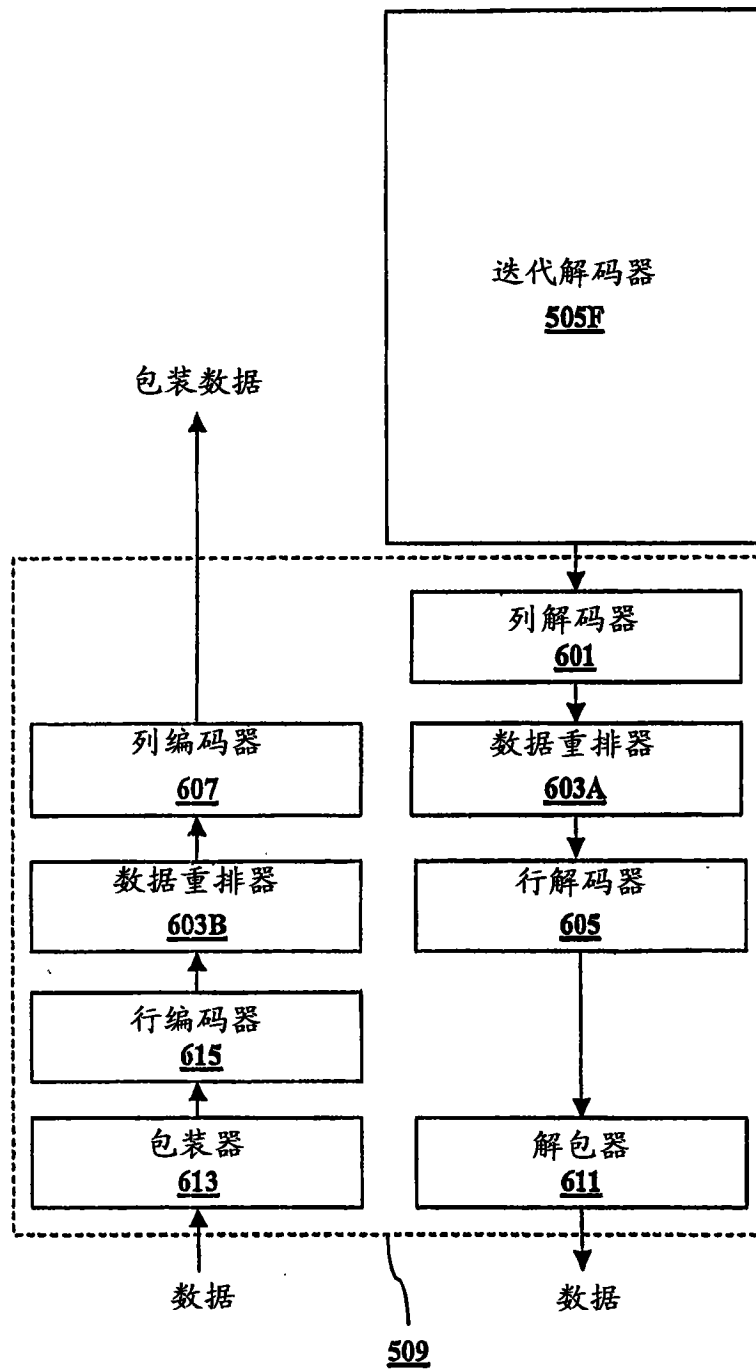 迭代解码器
505F
包装数据
列解码器
601
列编码器
607
数据重排器
603A
数据重排器
603B
行解码器
605
行编码器
615
包装器
613
解包器
611
数据
数据
509